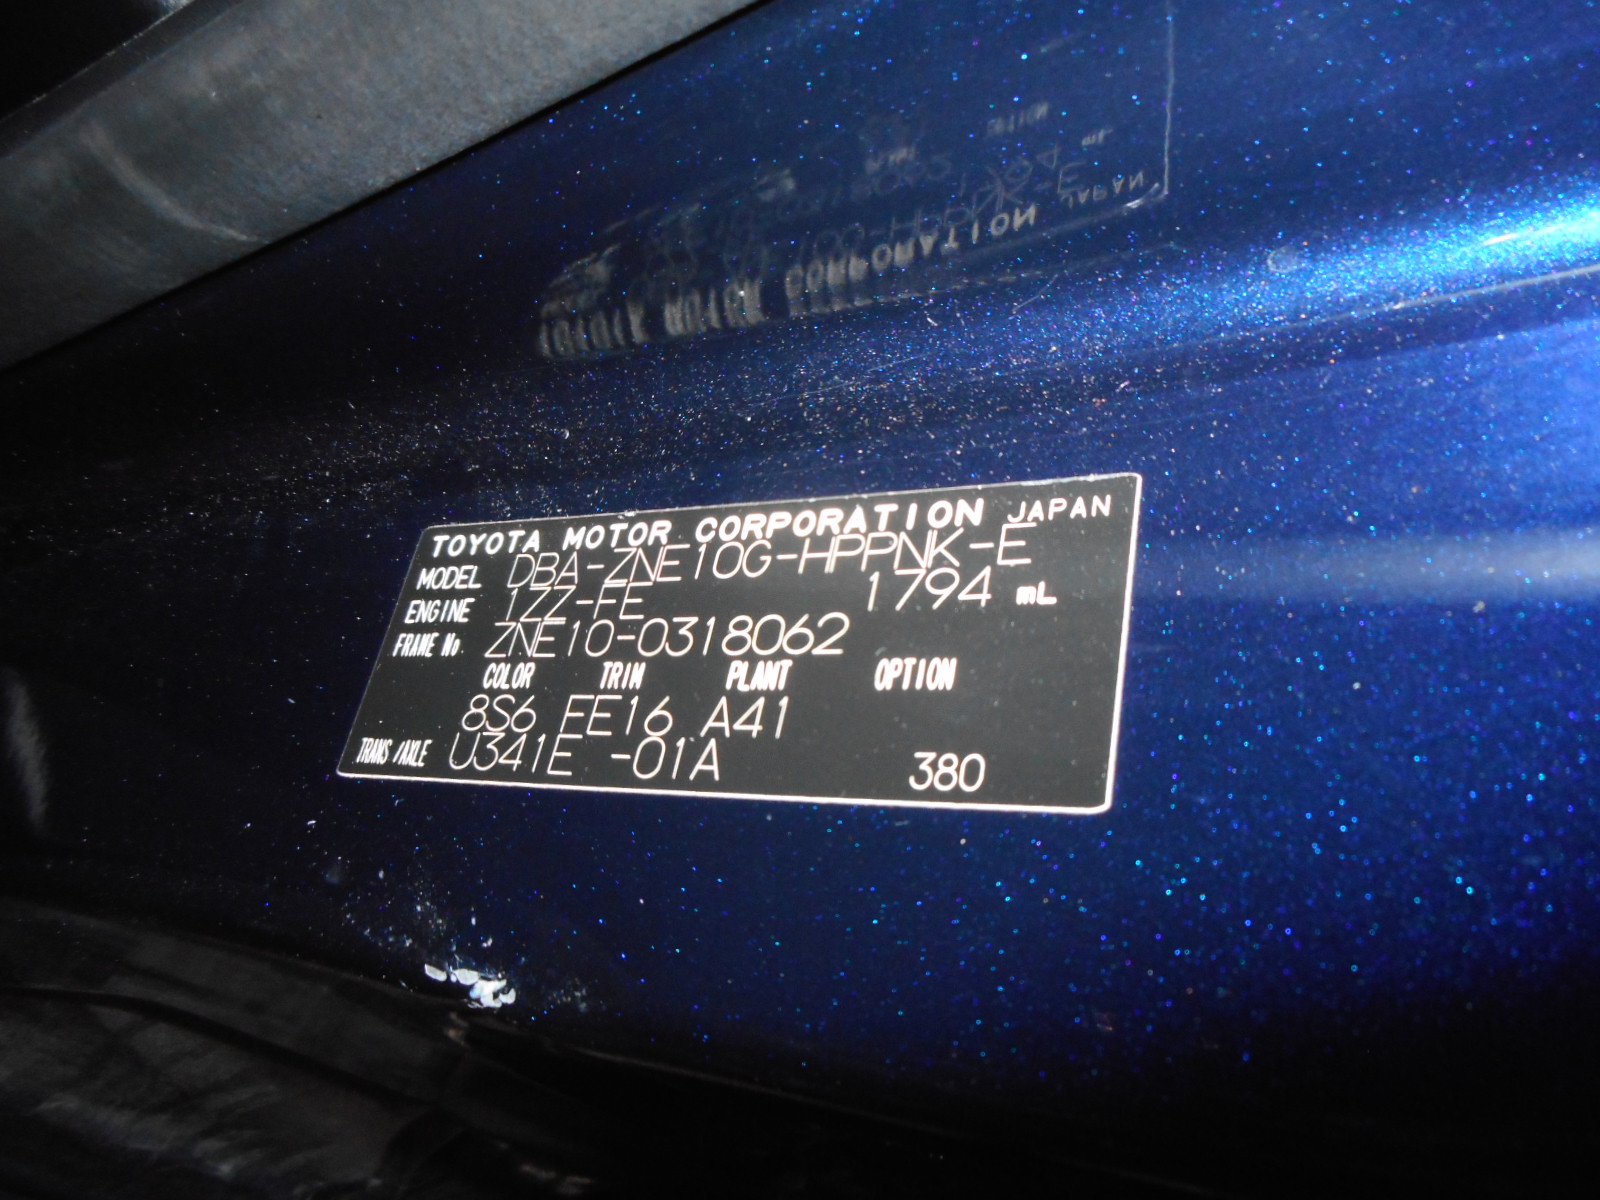 TOYOTA MOTOR CORPORATION JAPAN
MODEL DBA-ZNE10G-HPPNK-E
ENGINE 1ZZ-FE 1794 mL
FRAME No. ZNE10-0318062
COLOR TRIM PLANT OPTION
8S6 FE16 A41
TRANS/AXLE U341E -01A 380